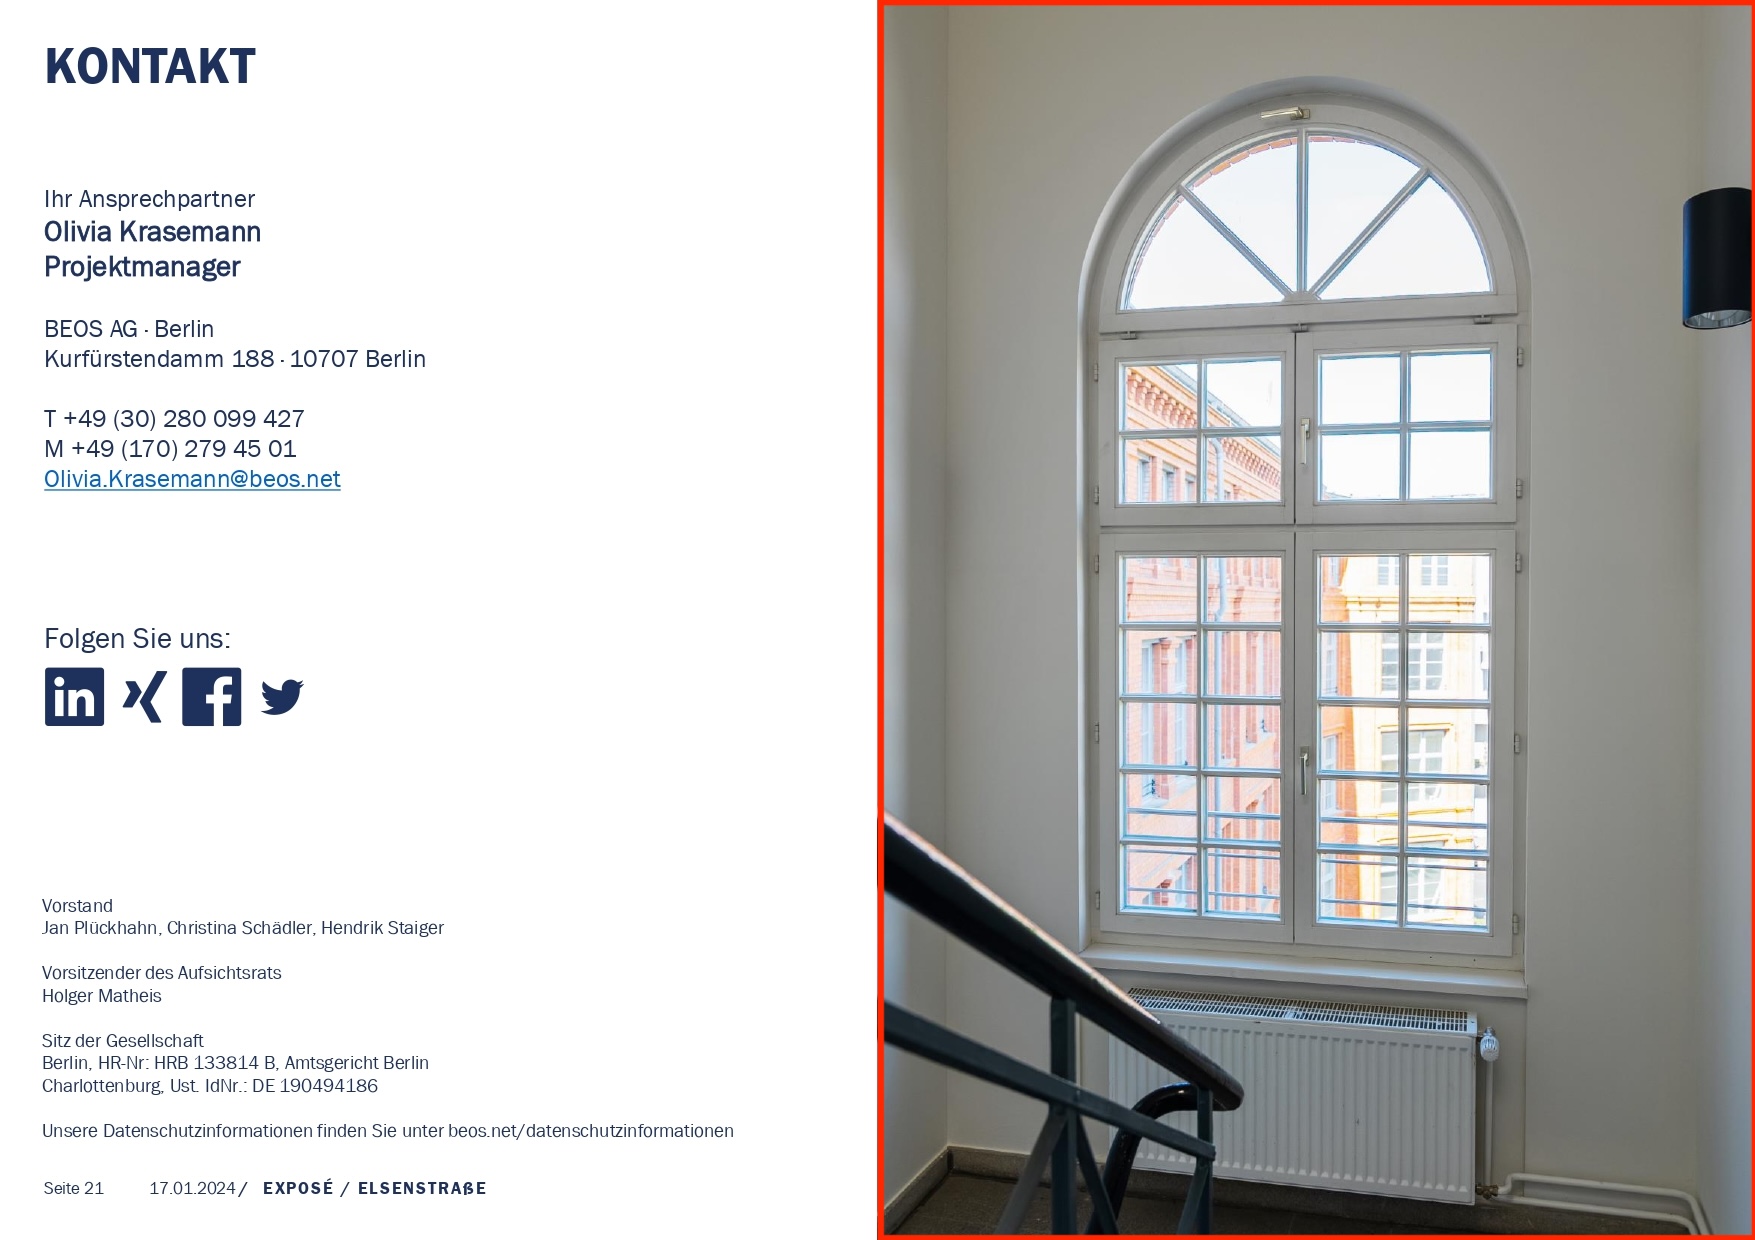 KONTAKT
Ihr Ansprechpartner
Olivia Krasemann
Projektmanager
BEOS AG · Berlin
Kurfürstendamm 188 · 10707 Berlin
T +49 (30) 280 099 427
M +49 (170) 279 45 01
Olivia.Krasemann@beos.net
Folgen Sie uns:
in
Vorstand
Jan Plückhahn, Christina Schädler, Hendrik Staiger
Vorsitzender des Aufsichtsrats
Holger Matheis
Sitz der Gesellschaft
Berlin, HR-Nr: HRB 133814 B, Amtsgericht Berlin
Charlottenburg, Ust. IdNr.: DE 190494186
Unsere Datenschutzinformationen finden Sie unter beos.net/datenschutzinformationen
Seite 21 17.01.2024 / EXPOSÉ / ELSENSTRAßE